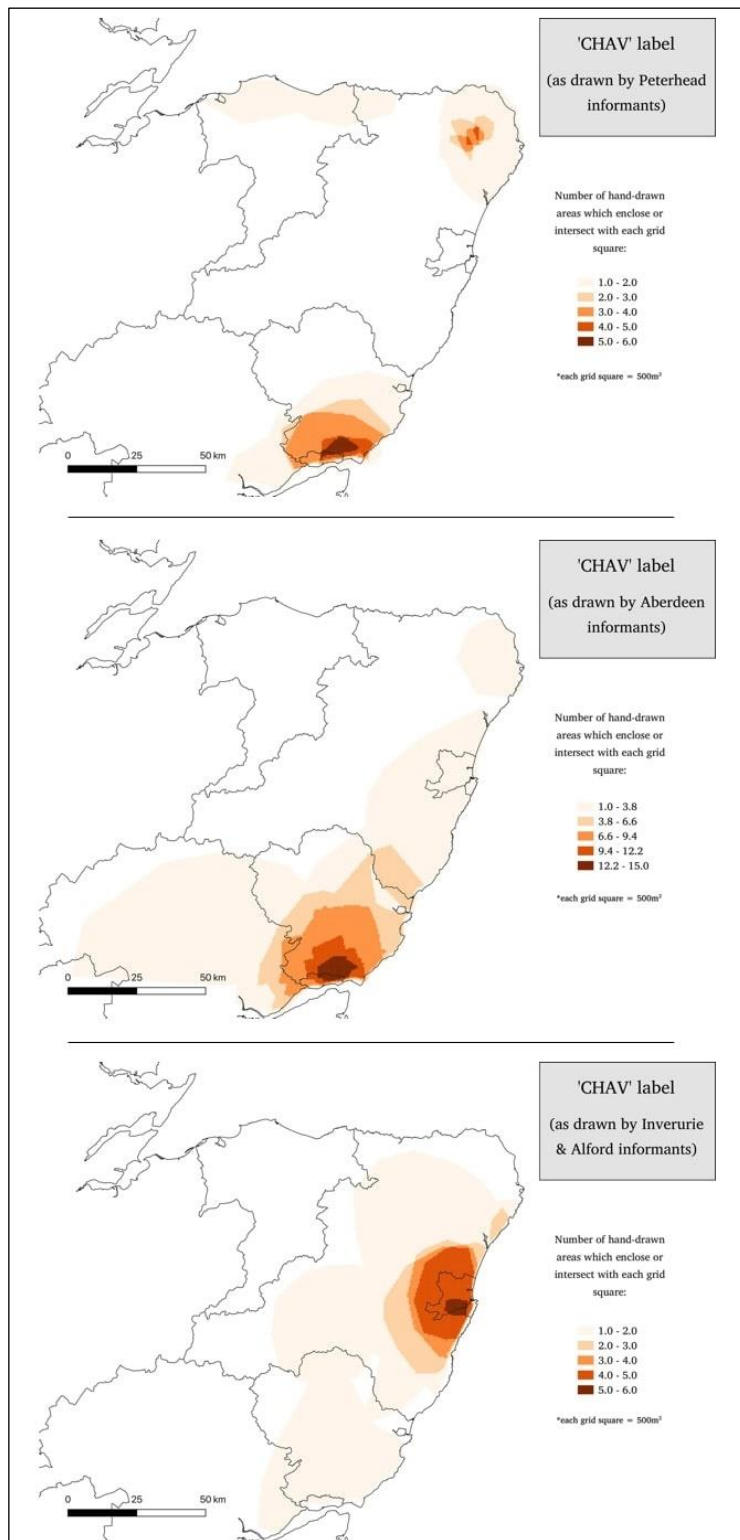 'CHAV' label
(as drawn by Peterhead
informants)
Number of hand-drawn
areas which enclose or
intersect with each grid
square:
1.0 - 2.0
2.0 - 3.0
3.0 - 4.0
4.0 - 5.0
5.0 - 6.0
*each grid square = 500m²
0 25 50 km
'CHAV' label
(as drawn by Aberdeen
informants)
Number of hand-drawn
areas which enclose or
intersect with each grid
square:
1.0 - 3.8
3.8 - 6.6
6.6 - 9.4
9.4 - 12.2
12.2 - 15.0
*each grid square = 500m²
0 25 50 km
'CHAV' label
(as drawn by Inverurie
& Alford informants)
Number of hand-drawn
areas which enclose or
intersect with each grid
square:
1.0 - 2.0
2.0 - 3.0
3.0 - 4.0
4.0 - 5.0
5.0 - 6.0
*each grid square = 500m²
0 25 50 km